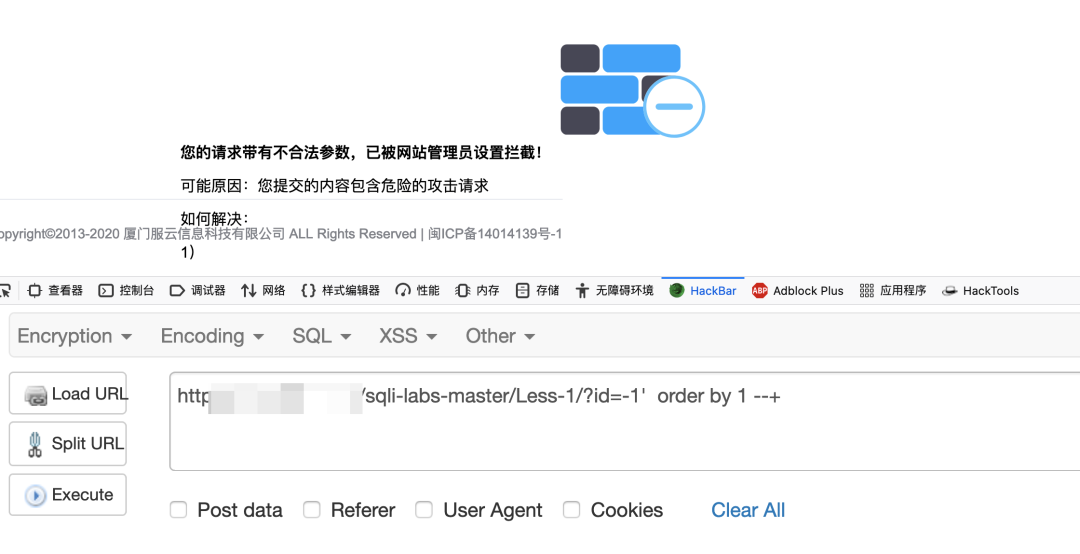 您的请求带有不合法参数，已被网站管理员设置拦截！
可能原因：您提交的内容包含危险的攻击请求
如何解决：
opyright©2013-2020 厦门服云信息科技有限公司 ALL Rights Reserved | 闽ICP备14014139号-1
1）
查看器 控制台 调试器 网络 样式编辑器 性能 内存 存储 无障碍环境 HackBar ABP Adblock Plus 应用程序 HackTools
Encryption Encoding SQL XSS Other
Load URL
http /sqli-labs-master/Less-1/?id=-1'  order by 1 --+
Split URL
Execute
Post data Referer User Agent Cookies Clear All